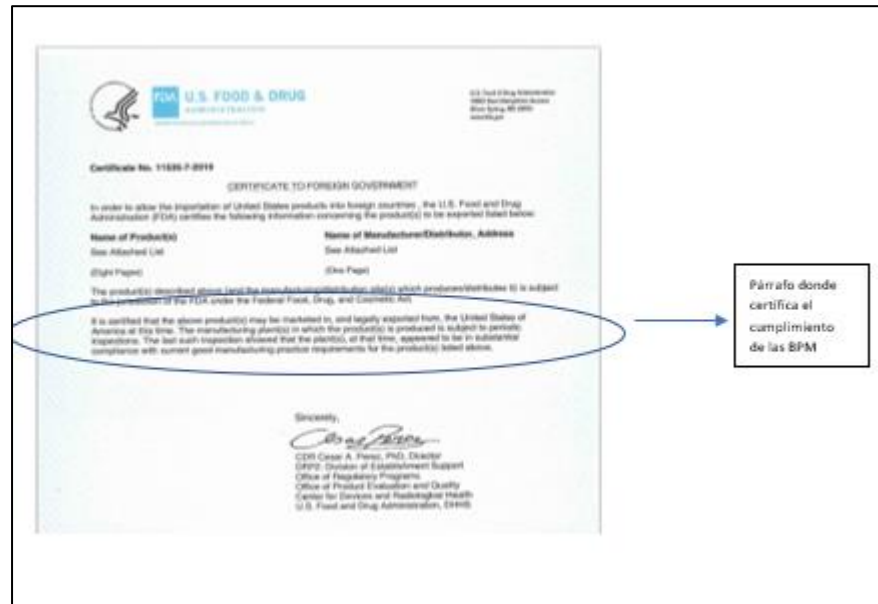 FDA U.S. FOOD & DRUG
ADMINISTRATION
U.S. Food & Drug Administration
Certificate No.
CERTIFICATE TO FOREIGN GOVERNMENT
In order to allow the importation of United States products into foreign countries , the U.S. Food and Drug
Administration (FDA) certifies the following information concerning the product(s) to be exported listed below:
Name of Product(s)
Name of Manufacturer/Distributor, Address
See Attached List
See Attached List
(Eight Pages)
(One Page)
The product(s) described above (and the manufacturing/distribution site(s) which produces/distributes it) is subject
to the jurisdiction of the FDA under the Federal Food, Drug, and Cosmetic Act.
It is certified that the above product(s) may be marketed in, and legally exported from, the United States of
America at this time. The manufacturing plant(s) in which the product(s) is produced is subject to periodic
inspections. The last such inspection showed that the plant(s), at that time, appeared to be in substantial
compliance with current good manufacturing practice requirements for the product(s) listed above.
Párrafo donde
certifica el
cumplimiento
de las BPM
Sincerely,
CDR Cesar A. Perez, PhD, Director
Division of Establishment Support
Office of Regulatory Programs
Office of Product Evaluation and Quality
Center for Devices and Radiological Health
U.S. Food and Drug Administration, DHHS